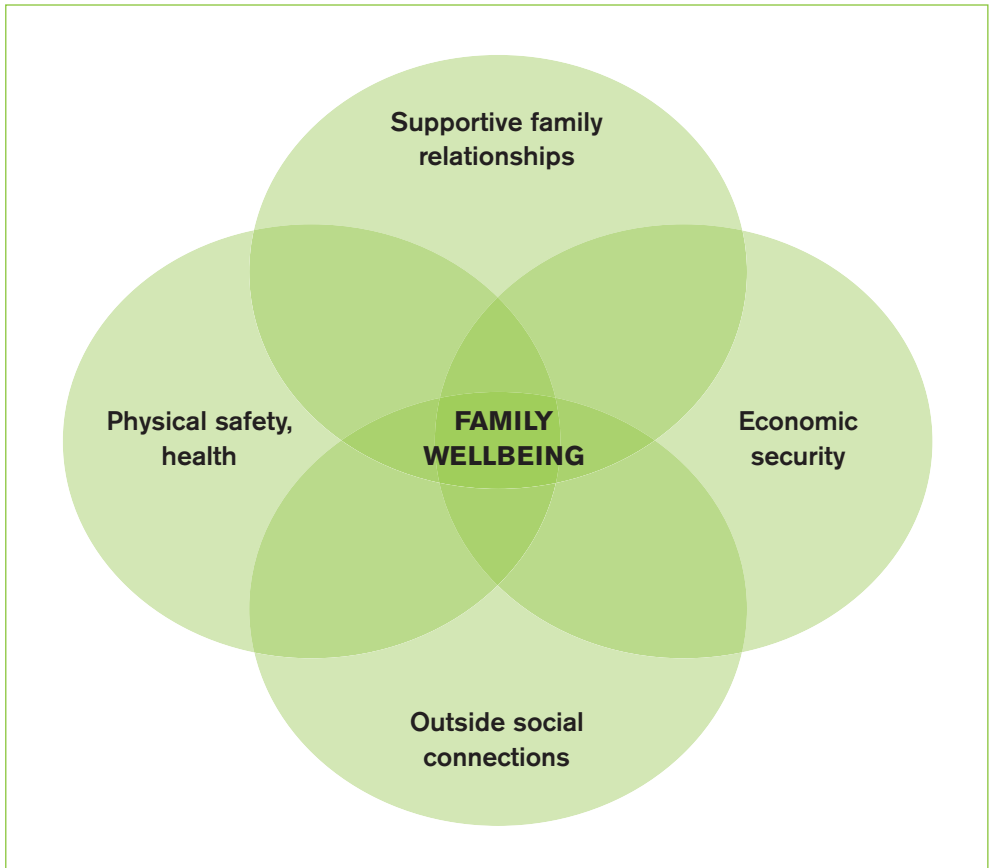 Supportive family
relationships
Physical safety,
health
FAMILY
WELLBEING
Economic
security
Outside social
connections